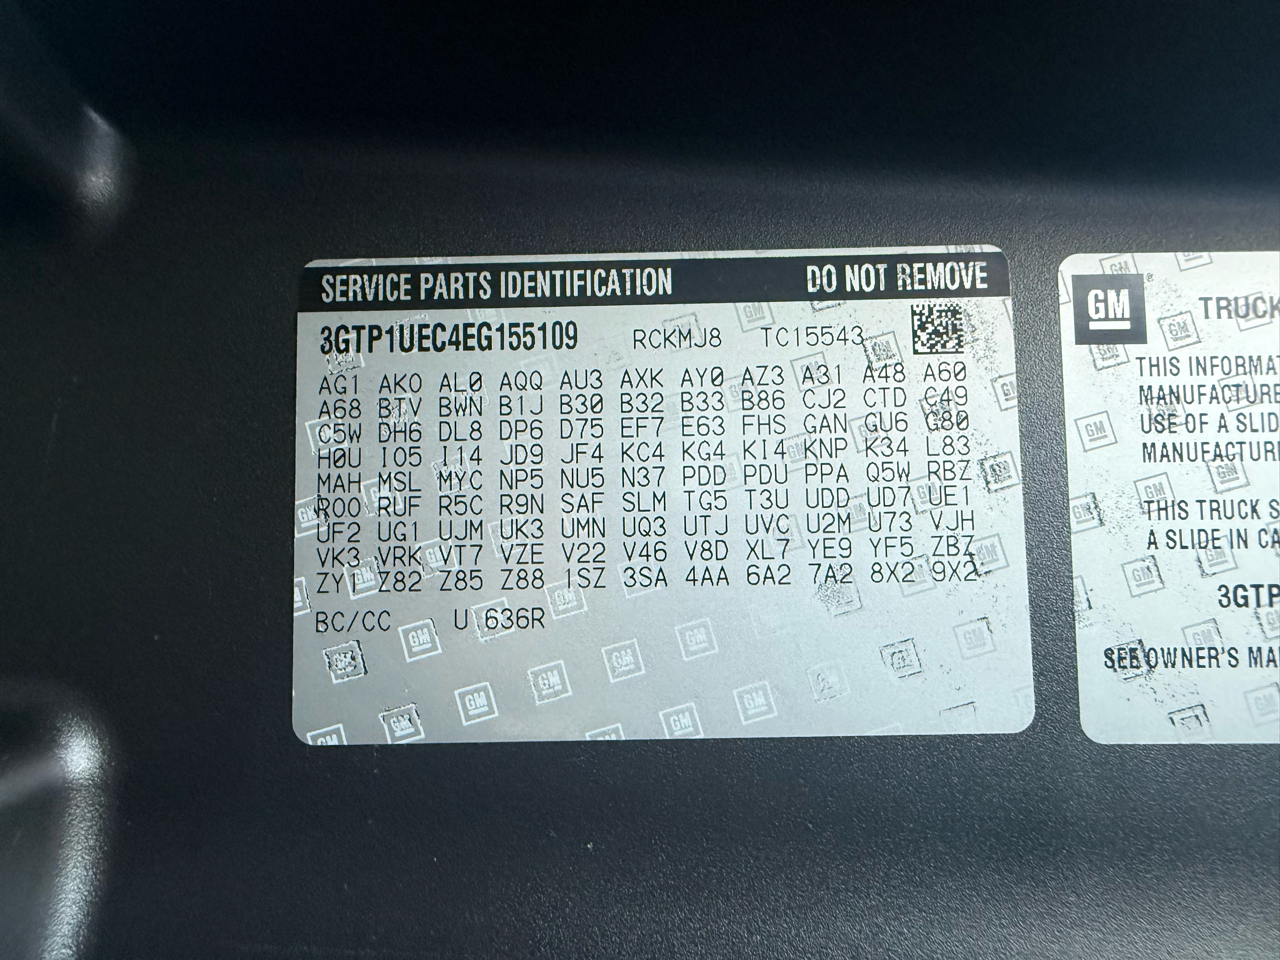 SERVICE PARTS IDENTIFICATION DO NOT REMOVE
3GTP1UEC4EG155109 RCKMJ8 TC15543
AG1 AKO AL0 AQQ AU3 AXK AY0 AZ3 A31 A48 A60
A68 BTV BWN B1J B30 B32 B33 B86 CJ2 CTD C49
C5W DH6 DL8 DP6 D75 EF7 E63 FHS GAN GU6 G80
H0U IO5 I14 JD9 JF4 KC4 KG4 KI4 KNP K34 L83
MAH MSL MYC NP5 NU5 N37 PDD PDU PPA Q5W RBZ
R00 RUF R5C R9N SAF SLM TG5 T3U UDD UD7 UE1
UF2 UG1 UJM UK3 UMN UQ3 UTJ UVC U2M U73 VJH
VK3 VRK VT7 VZE V22 V46 V8D XL7 YE9 YF5 ZBZ
ZY1 Z82 Z85 Z88 1SZ 3SA 4AA 6A2 7A2 8X2 9X2
BC/CC U 636R
GM ® TRUCK
THIS INFORMAT
MANUFACTURE
USE OF A SLID
MANUFACTURI
THIS TRUCK S
A SLIDE IN CA
3GTP
SEE OWNER'S MA